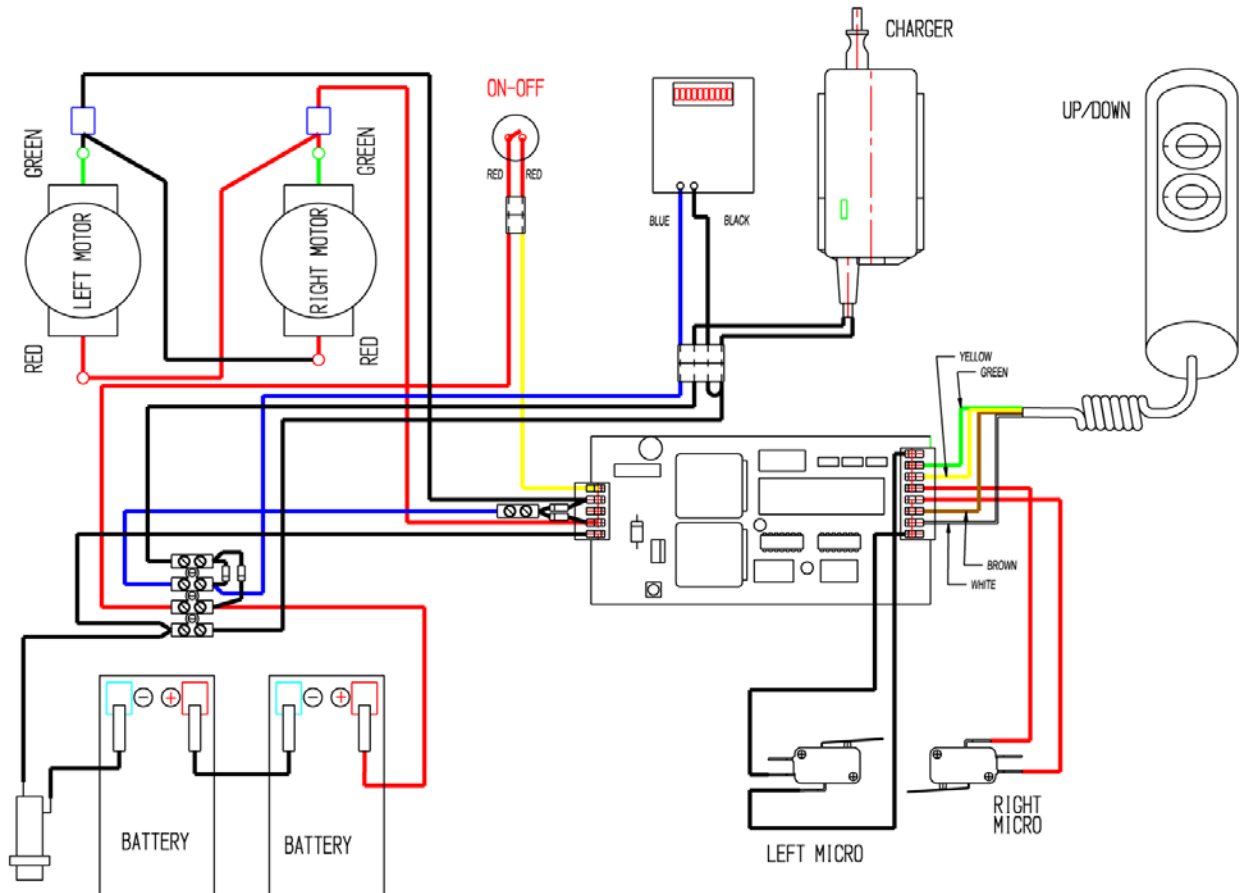 CHARGER
ON-OFF
UP/DOWN
GREEN
GREEN
RED
RED
LEFT MOTOR
RIGHT MOTOR
BLUE
BLACK
RED
RED
YELLOW
GREEN
BROWN
WHITE
- +
- +
BATTERY
BATTERY
LEFT MICRO
RIGHT
MICRO